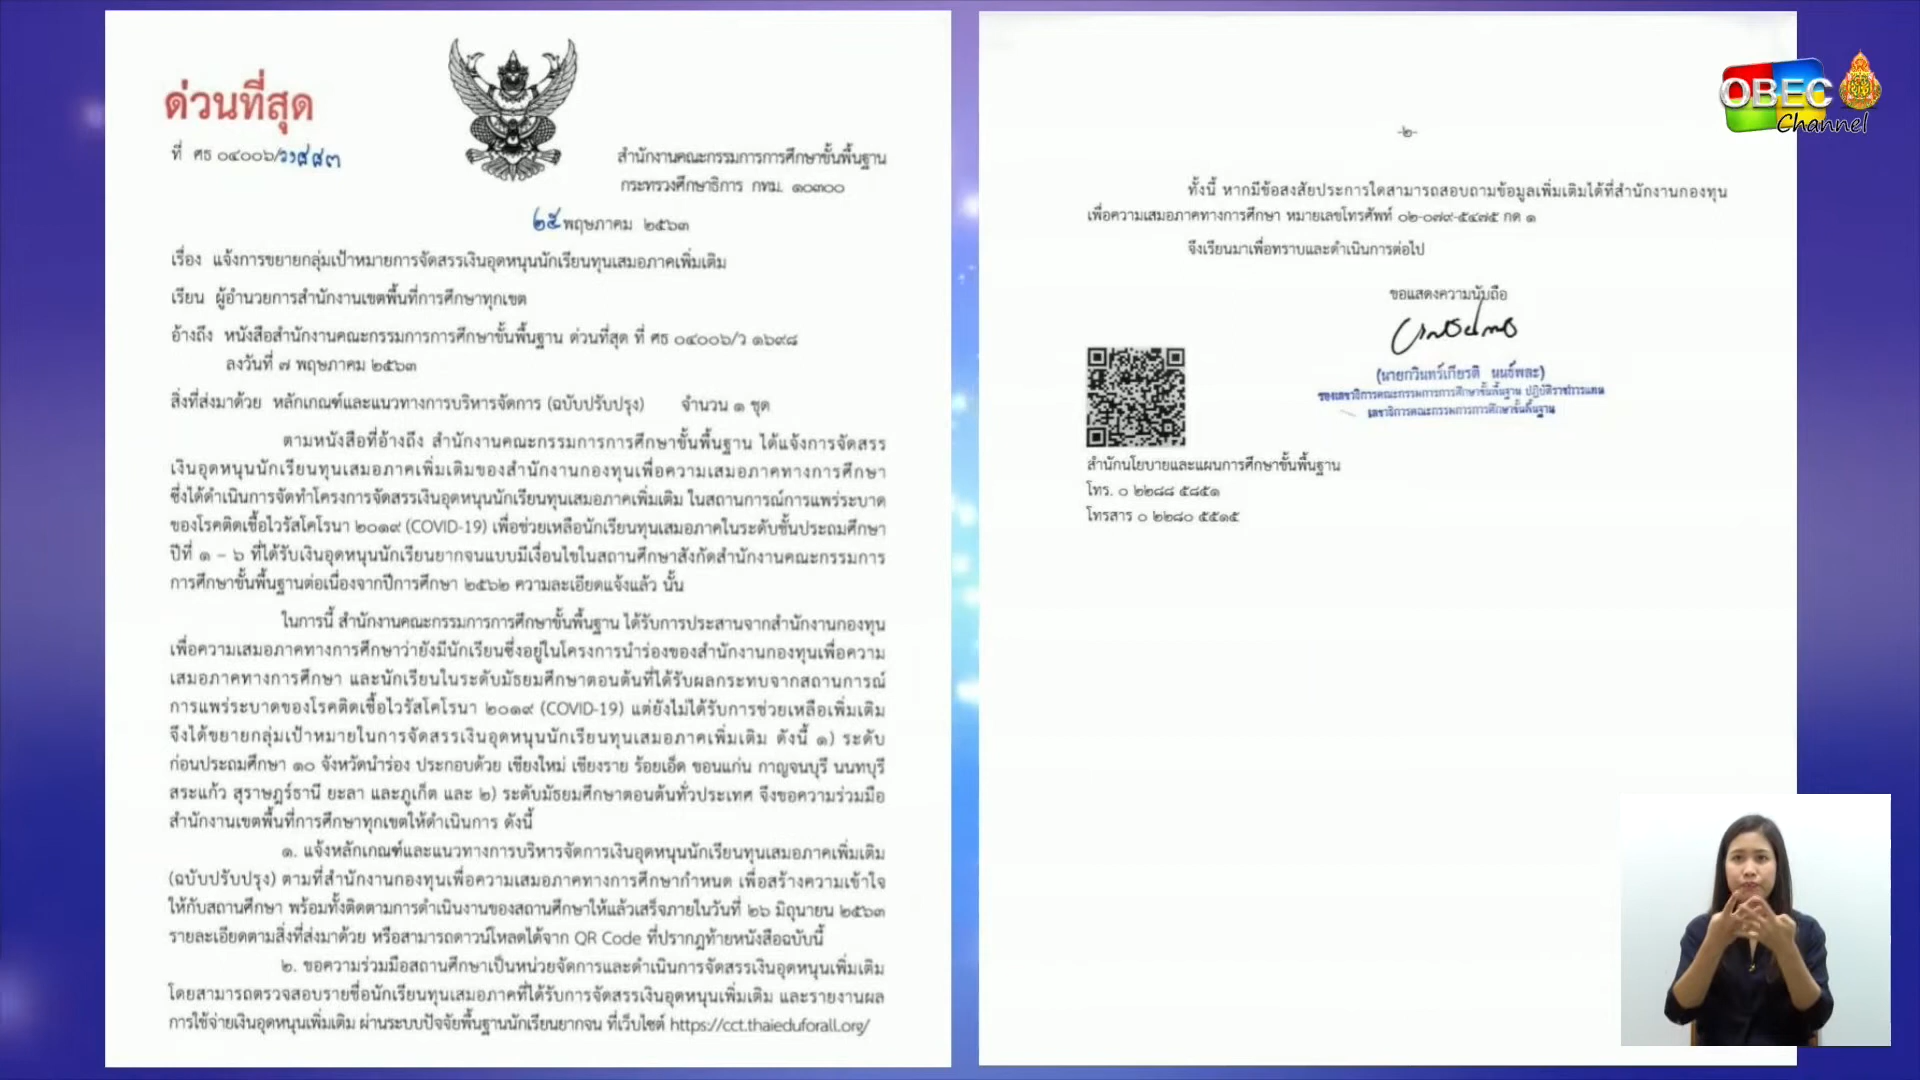 ด่วนที่สุด
ที่ ศธ ๐๔๐๐๖/ว๑๙๘๓
สำนักงานคณะกรรมการการศึกษาขั้นพื้นฐาน
กระทรวงศึกษาธิการ กทม. ๑๐๓๐๐
๒๕ พฤษภาคม ๒๕๖๓
เรื่อง แจ้งการขยายกลุ่มเป้าหมายการจัดสรรเงินอุดหนุนนักเรียนทุนเสมอภาคเพิ่มเติม
เรียน ผู้อำนวยการสำนักงานเขตพื้นที่การศึกษาทุกเขต
อ้างถึง หนังสือสำนักงานคณะกรรมการการศึกษาขั้นพื้นฐาน ด่วนที่สุด ที่ ศธ ๐๔๐๐๖/ว ๑๖๙๘
ลงวันที่ ๗ พฤษภาคม ๒๕๖๓
สิ่งที่ส่งมาด้วย หลักเกณฑ์และแนวทางการบริหารจัดการ (ฉบับปรับปรุง) จำนวน ๑ ชุด
ตามหนังสือที่อ้างถึง สำนักงานคณะกรรมการการศึกษาขั้นพื้นฐาน ได้แจ้งการจัดสรร
เงินอุดหนุนนักเรียนทุนเสมอภาคเพิ่มเติมของสำนักงานกองทุนเพื่อความเสมอภาคทางการศึกษา
ซึ่งได้ดำเนินการจัดทำโครงการจัดสรรเงินอุดหนุนนักเรียนทุนเสมอภาคเพิ่มเติม ในสถานการณ์การแพร่ระบาด
ของโรคติดเชื้อไวรัสโคโรนา ๒๐๑๙ (COVID-19) เพื่อช่วยเหลือนักเรียนทุนเสมอภาคในระดับชั้นประถมศึกษา
ปีที่ ๑ – ๖ ที่ได้รับเงินอุดหนุนนักเรียนยากจนแบบมีเงื่อนไขในสถานศึกษาสังกัดสำนักงานคณะกรรมการ
การศึกษาขั้นพื้นฐานต่อเนื่องจากปีการศึกษา ๒๕๖๒ ความละเอียดแจ้งแล้ว นั้น
ในการนี้ สำนักงานคณะกรรมการการศึกษาขั้นพื้นฐาน ได้รับการประสานจากสำนักงานกองทุน
เพื่อความเสมอภาคทางการศึกษาว่ายังมีนักเรียนซึ่งอยู่ในโครงการนำร่องของสำนักงานกองทุนเพื่อความ
เสมอภาคทางการศึกษา และนักเรียนในระดับมัธยมศึกษาตอนต้นที่ได้รับผลกระทบจากสถานการณ์
การแพร่ระบาดของโรคติดเชื้อไวรัสโคโรนา ๒๐๑๙ (COVID-19) แต่ยังไม่ได้รับการช่วยเหลือเพิ่มเติม
จึงได้ขยายกลุ่มเป้าหมายในการจัดสรรเงินอุดหนุนนักเรียนทุนเสมอภาคเพิ่มเติม ดังนี้ ๑) ระดับ
ก่อนประถมศึกษา ๑๐ จังหวัดนำร่อง ประกอบด้วย เชียงใหม่ เชียงราย ร้อยเอ็ด ขอนแก่น กาญจนบุรี นนทบุรี
สระแก้ว สุราษฎร์ธานี ยะลา และภูเก็ต และ ๒) ระดับมัธยมศึกษาตอนต้นทั่วประเทศ จึงขอความร่วมมือ
สำนักงานเขตพื้นที่การศึกษาทุกเขตให้ดำเนินการ ดังนี้
๑. แจ้งหลักเกณฑ์และแนวทางการบริหารจัดการเงินอุดหนุนนักเรียนทุนเสมอภาคเพิ่มเติม
(ฉบับปรับปรุง) ตามที่สำนักงานกองทุนเพื่อความเสมอภาคทางการศึกษากำหนด เพื่อสร้างความเข้าใจ
ให้กับสถานศึกษา พร้อมทั้งติดตามการดำเนินงานของสถานศึกษาให้แล้วเสร็จภายในวันที่ ๒๖ มิถุนายน ๒๕๖๓
รายละเอียดตามสิ่งที่ส่งมาด้วย หรือสามารถดาวน์โหลดได้จาก QR Code ที่ปรากฏท้ายหนังสือฉบับนี้
๒. ขอความร่วมมือสถานศึกษาเป็นหน่วยจัดการและดำเนินการจัดสรรเงินอุดหนุนเพิ่มเติม
โดยสามารถตรวจสอบรายชื่อนักเรียนทุนเสมอภาคที่ได้รับการจัดสรรเงินอุดหนุนเพิ่มเติม และรายงานผล
การใช้จ่ายเงินอุดหนุนเพิ่มเติม ผ่านระบบปัจจัยพื้นฐานนักเรียนยากจน ที่เว็บไซต์ https://cct.thaieduforall.org/
-๒-
ทั้งนี้ หากมีข้อสงสัยประการใดสามารถสอบถามข้อมูลเพิ่มเติมได้ที่สำนักงานกองทุน
เพื่อความเสมอภาคทางการศึกษา หมายเลขโทรศัพท์ ๐๒-๐๗๙-๕๔๗๕ กด ๑
จึงเรียนมาเพื่อทราบและดำเนินการต่อไป
ขอแสดงความนับถือ
(นายกวินทร์เกียรติ นนธ์พละ)
รองเลขาธิการคณะกรรมการการศึกษาขั้นพื้นฐาน ปฏิบัติราชการแทน
เลขาธิการคณะกรรมการการศึกษาขั้นพื้นฐาน
สำนักนโยบายและแผนการศึกษาขั้นพื้นฐาน
โทร. ๐ ๒๒๘๘ ๕๘๕๑
โทรสาร ๐ ๒๒๘๐ ๕๕๑๕
OBEC
Channel